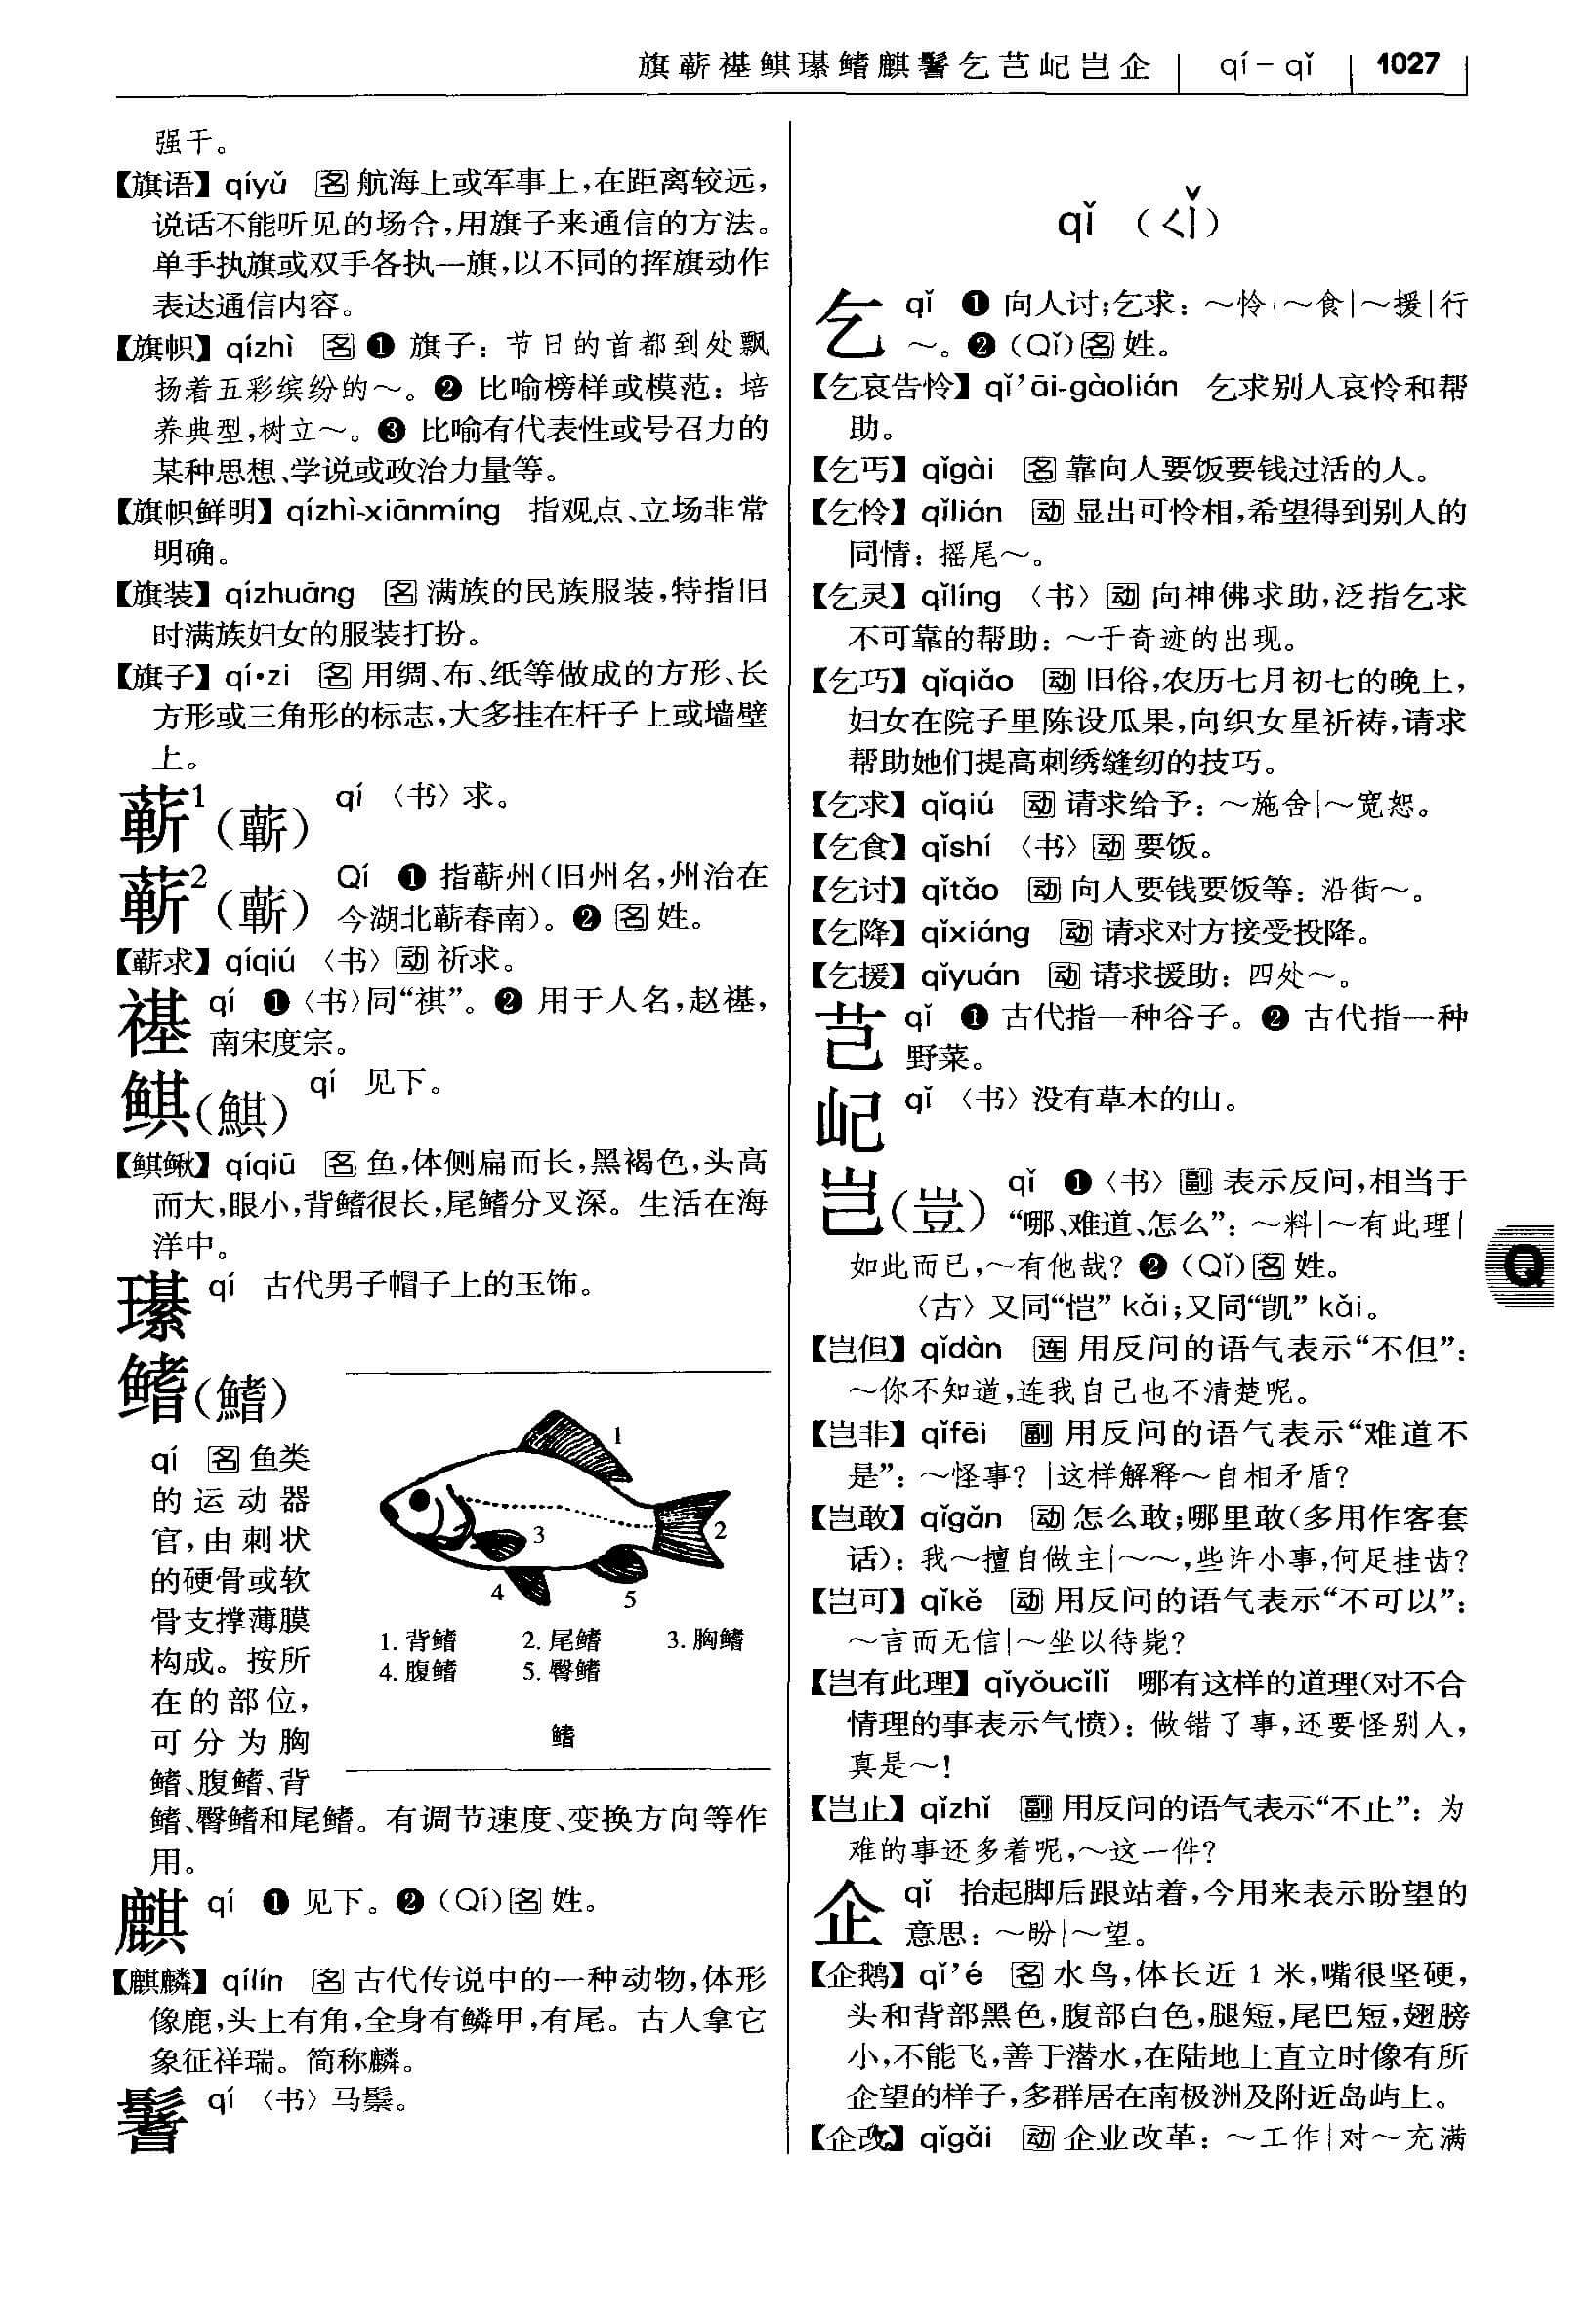 旗蕲禥鲯璂鳍麒鬐乞芑屺岂企 qí－qǐ 1027
强干。
【旗语】qíyǔ 名 航海上或军事上，在距离较远，
说话不能听见的场合，用旗子来通信的方法。
单手执旗或双手各执一旗，以不同的挥旗动作
表达通信内容。
【旗帜】qízhì 名 ❶ 旗子：节日的首都到处飘
扬着五彩缤纷的～。❷ 比喻榜样或模范：培
养典型，树立～。❸ 比喻有代表性或号召力的
某种思想、学说或政治力量等。
【旗帜鲜明】qízhì-xiānmíng 指观点、立场非常
明确。
【旗装】qízhuāng 名 满族的民族服装，特指旧
时满族妇女的服装打扮。
【旗子】qí•zi 名 用绸、布、纸等做成的方形、长
方形或三角形的标志，大多挂在杆子上或墙壁
上。
蕲1（蘄） qí 〈书〉求。
蕲2（蘄） Qí ❶ 指蕲州（旧州名，州治在
今湖北蕲春南）。❷ 名 姓。
【蕲求】qíqiú 〈书〉动 祈求。
禥 qí ❶〈书〉同“祺”。❷ 用于人名，赵禥，
南宋度宗。
鲯（鯕） qí 见下。
【鲯鳅】qíqiū 名 鱼，体侧扁而长，黑褐色，头高
而大，眼小，背鳍很长，尾鳍分叉深。生活在海
洋中。
璂 qí 古代男子帽子上的玉饰。
鳍（鰭）
qí 名 鱼类
的运动器
官，由刺状
的硬骨或软
骨支撑薄膜
构成。按所
在的部位，
可分为胸
鳍、腹鳍、背
鳍、臀鳍和尾鳍。有调节速度、变换方向等作
用。
1
2
3
4
5
1. 背鳍 2. 尾鳍 3. 胸鳍
4. 腹鳍 5. 臀鳍
鳍
麒 qí ❶ 见下。❷（Qí）名 姓。
【麒麟】qílín 名 古代传说中的一种动物，体形
像鹿，头上有角，全身有鳞甲，有尾。古人拿它
象征祥瑞。简称麟。
鬐 qí 〈书〉马鬃。
qǐ （ㄑㄧˇ）
乞 qǐ ❶ 向人讨；乞求：～怜|～食|～援|行
～。❷（Qǐ）名 姓。
【乞哀告怜】qǐ’āi-gàolián 乞求别人哀怜和帮
助。
【乞丐】qǐgài 名 靠向人要饭要钱过活的人。
【乞怜】qǐlián 动 显出可怜相，希望得到别人的
同情：摇尾～。
【乞灵】qǐlíng 〈书〉动 向神佛求助，泛指乞求
不可靠的帮助：～于奇迹的出现。
【乞巧】qǐqiǎo 动 旧俗，农历七月初七的晚上，
妇女在院子里陈设瓜果，向织女星祈祷，请求
帮助她们提高刺绣缝纫的技巧。
【乞求】qǐqiú 动 请求给予：～施舍|～宽恕。
【乞食】qǐshí 〈书〉动 要饭。
【乞讨】qǐtǎo 动 向人要钱要饭等：沿街～。
【乞降】qǐxiáng 动 请求对方接受投降。
【乞援】qǐyuán 动 请求援助：四处～。
芑 qǐ ❶ 古代指一种谷子。❷ 古代指一种
野菜。
屺 qǐ 〈书〉没有草木的山。
岂（豈） qǐ ❶〈书〉副 表示反问，相当于
“哪、难道、怎么”：～料|～有此理|
如此而已，～有他哉？❷（Qǐ）名 姓。
〈古〉又同“恺” kǎi；又同“凯” kǎi。
【岂但】qǐdàn 连 用反问的语气表示“不但”：
～你不知道，连我自己也不清楚呢。
【岂非】qǐfēi 副 用反问的语气表示“难道不
是”：～怪事？|这样解释～自相矛盾？
【岂敢】qǐgǎn 动 怎么敢；哪里敢（多用作客套
话）：我～擅自做主|～～，些许小事，何足挂齿？
【岂可】qǐkě 动 用反问的语气表示“不可以”：
～言而无信|～坐以待毙？
【岂有此理】qǐyǒucǐlǐ 哪有这样的道理（对不合
情理的事表示气愤）：做错了事，还要怪别人，
真是～！
【岂止】qǐzhǐ 副 用反问的语气表示“不止”：为
难的事还多着呢，～这一件？
企 qǐ 抬起脚后跟站着，今用来表示盼望的
意思：～盼|～望。
【企鹅】qǐ’é 名 水鸟，体长近 1 米，嘴很坚硬，
头和背部黑色，腹部白色，腿短，尾巴短，翅膀
小，不能飞，善于潜水，在陆地上直立时像有所
企望的样子，多群居在南极洲及附近岛屿上。
【企改】qǐgǎi 动 企业改革：～工作|对～充满
Q